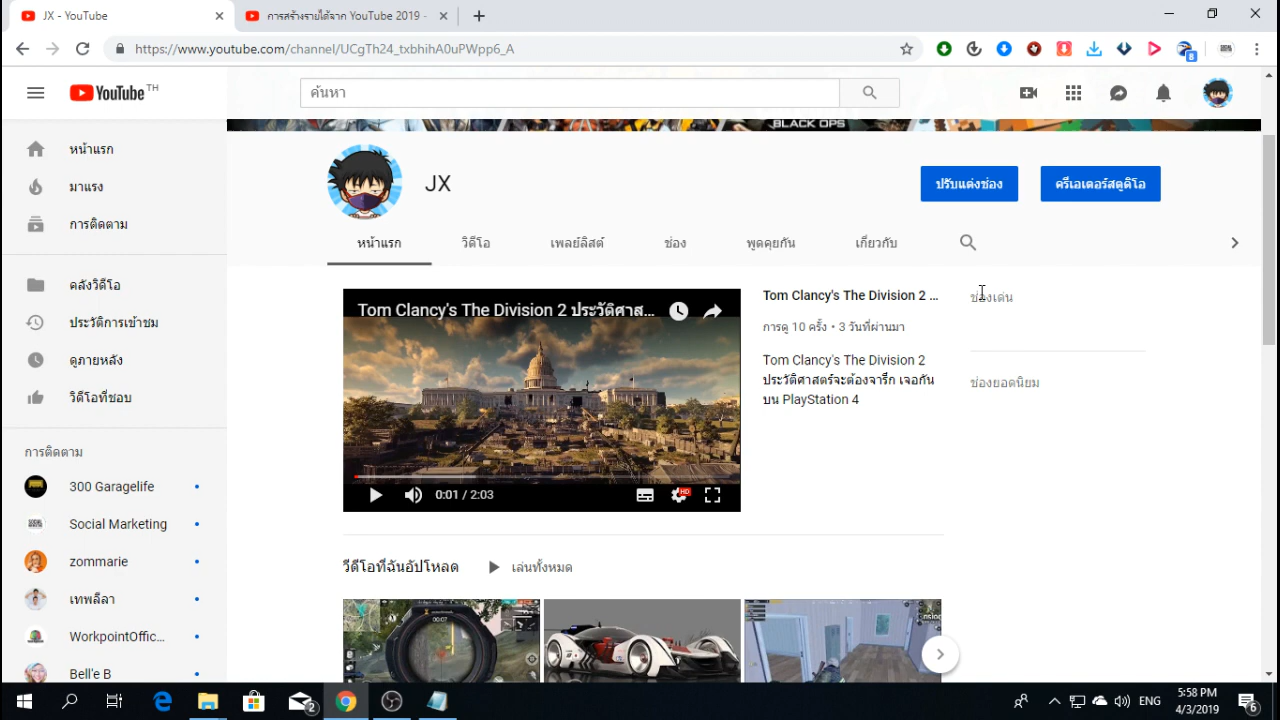 JX - YouTube
การสร้างรายได้จาก YouTube 2019 -
https://www.youtube.com/channel/UCgTh24_txbhihA0uPWpp6_A
8
YouTube TH
ค้นหา
BLACK OPS
หน้าแรก
มาแรง
การติดตาม
คลังวิดีโอ
ประวัติการเข้าชม
ดูภายหลัง
วิดีโอที่ชอบ
การติดตาม
300 Garagelife
Social Marketing
zommarie
เทพลีลา
WorkpointOffic...
Bell'e B
JX
ปรับแต่งช่อง
ครีเอเตอร์สตูดิโอ
หน้าแรก
วิดีโอ
เพลย์ลิสต์
ช่อง
พูดคุยกัน
เกี่ยวกับ
Tom Clancy's The Division 2 ประวัติศาส...
0:01 / 2:03
HD
Tom Clancy's The Division 2 ...
การดู 10 ครั้ง • 3 วันที่ผ่านมา
Tom Clancy's The Division 2
ประวัติศาสตร์จะต้องจารึก เจอกัน
บน PlayStation 4
ช่องเด่น
ช่องยอดนิยม
วีดีโอที่ฉันอัปโหลด
เล่นทั้งหมด
2
ENG
5:58 PM
4/3/2019
6